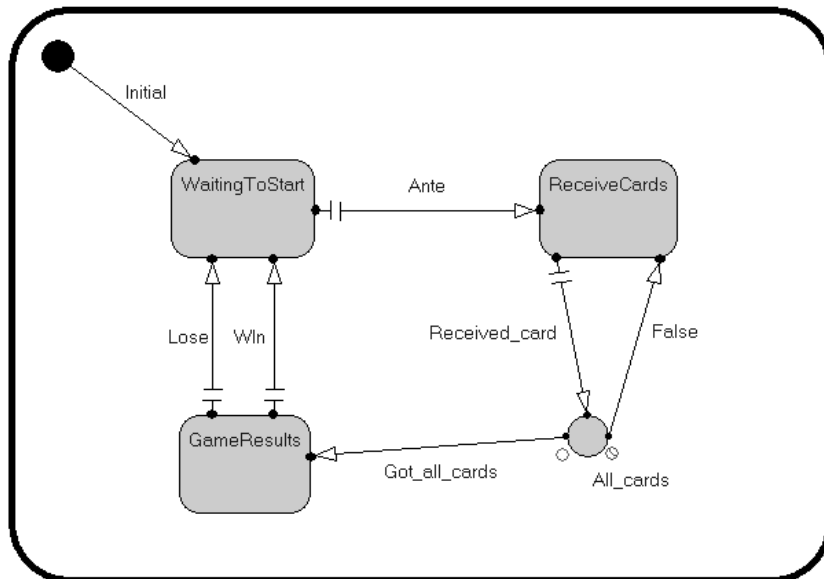 Initial
WaitingToStart
Ante
ReceiveCards
Lose
WIn
Received_card
False
GameResults
Got_all_cards
All_cards